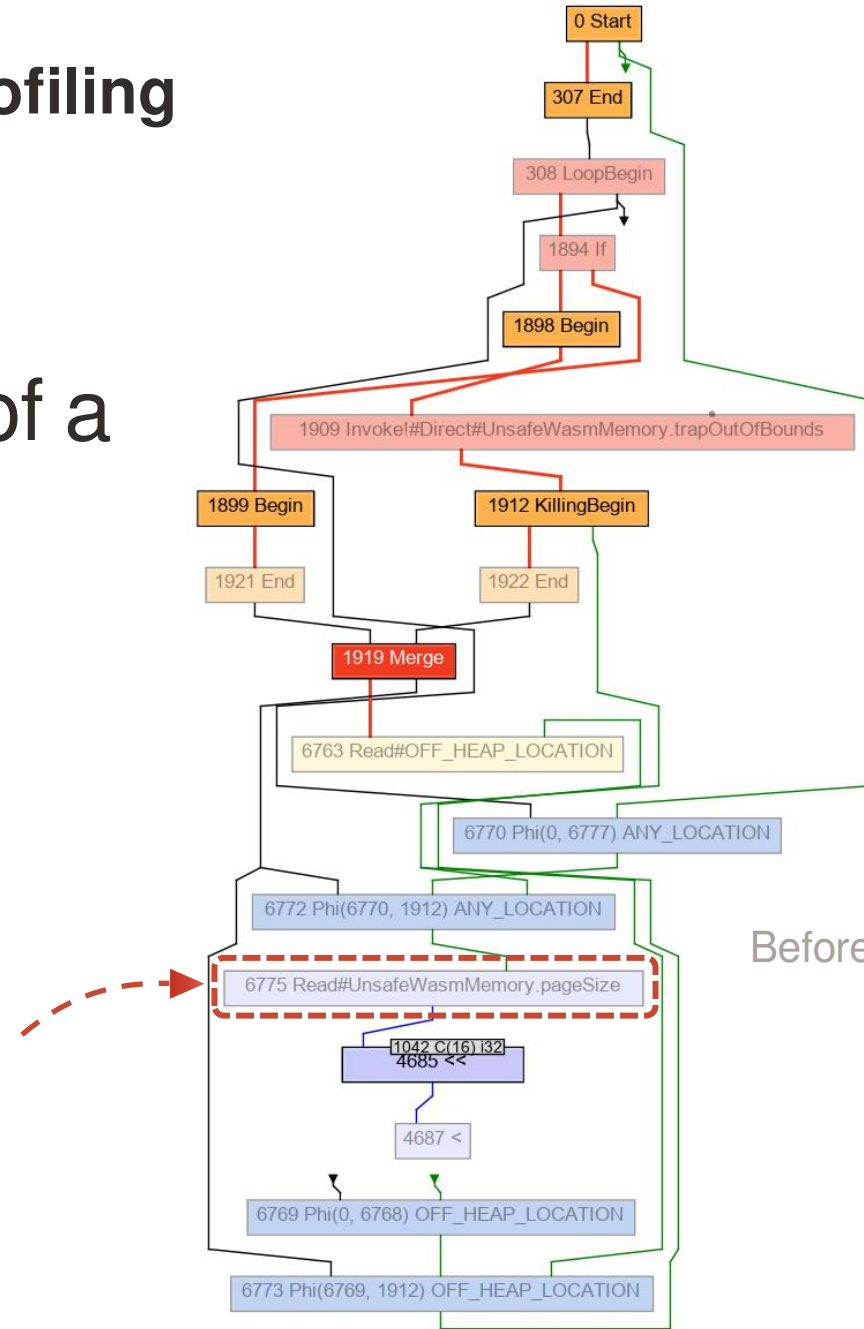 ofiling
of a
Before
0 Start
307 End
308 LoopBegin
1894 If
1898 Begin
1909 Invoke!#Direct#UnsafeWasmMemory.trapOutOfBounds
1899 Begin
1912 KillingBegin
1921 End
1922 End
1919 Merge
6763 Read#OFF_HEAP_LOCATION
6770 Phi(0, 6777) ANY_LOCATION
6772 Phi(6770, 1912) ANY_LOCATION
6775 Read#UnsafeWasmMemory.pageSize
1042 C(16) i32
4685 <<
4687 <
6769 Phi(0, 6768) OFF_HEAP_LOCATION
6773 Phi(6769, 1912) OFF_HEAP_LOCATION